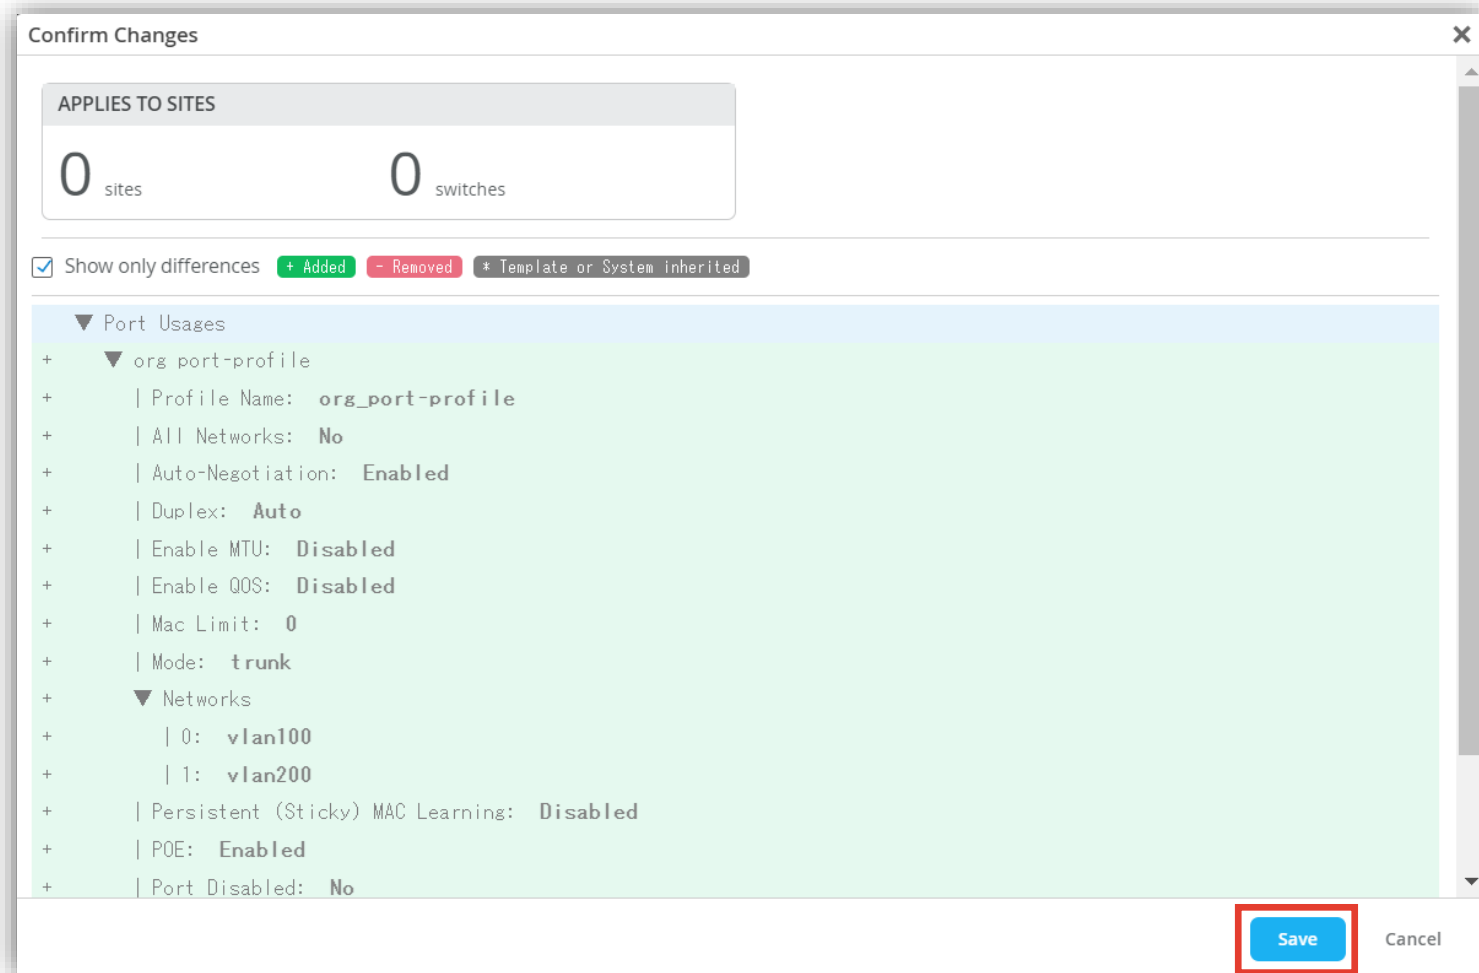 Confirm Changes
APPLIES TO SITES
0 sites 0 switches
Show only differences + Added - Removed * Template or System inherited
Port Usages
+ org port-profile
+ | Profile Name: org_port-profile
+ | All Networks: No
+ | Auto-Negotiation: Enabled
+ | Duplex: Auto
+ | Enable MTU: Disabled
+ | Enable QOS: Disabled
+ | Mac Limit: 0
+ | Mode: trunk
+ Networks
+ | 0: vlan100
+ | 1: vlan200
+ | Persistent (Sticky) MAC Learning: Disabled
+ | POE: Enabled
+ | Port Disabled: No
Save Cancel